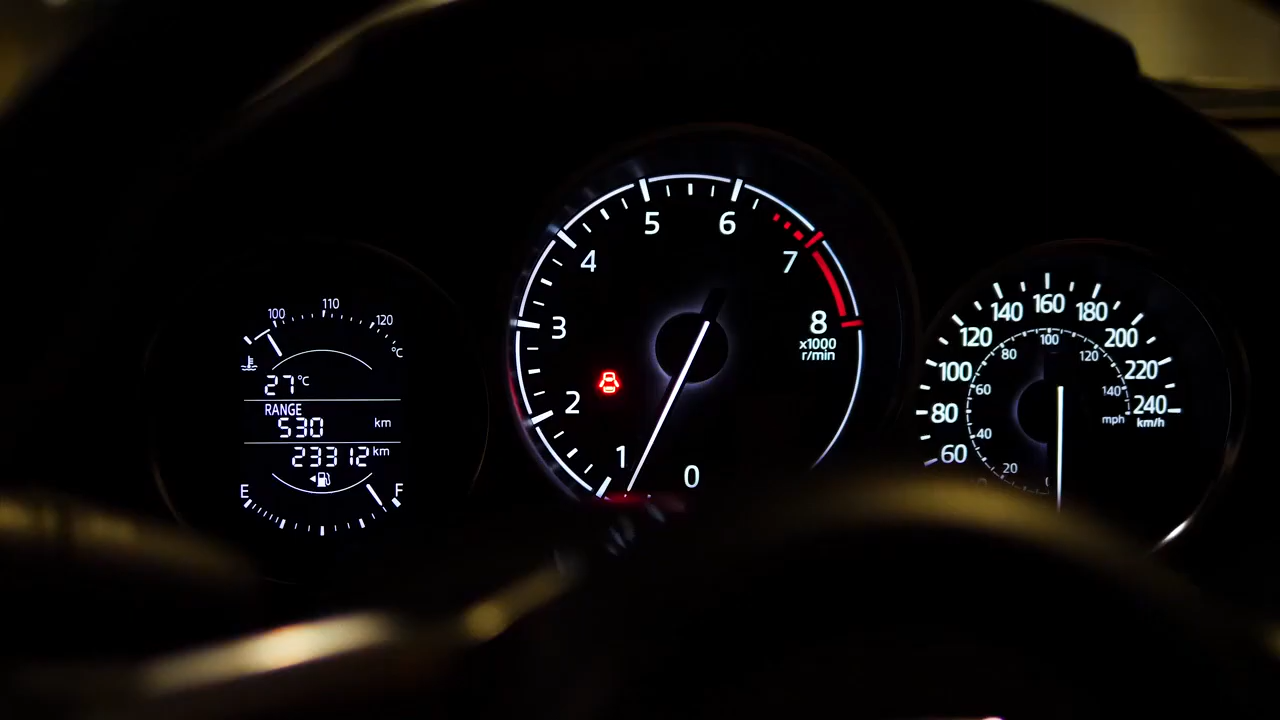 100 110 120
°C
27 °C
RANGE
530 km
23312 km
E F
0
1
2
3
4
5
6
7
8
x1000
r/min
60
80
100
120
140
160
180
200
220
240
km/h
20
40
60
80
100
120
140
mph